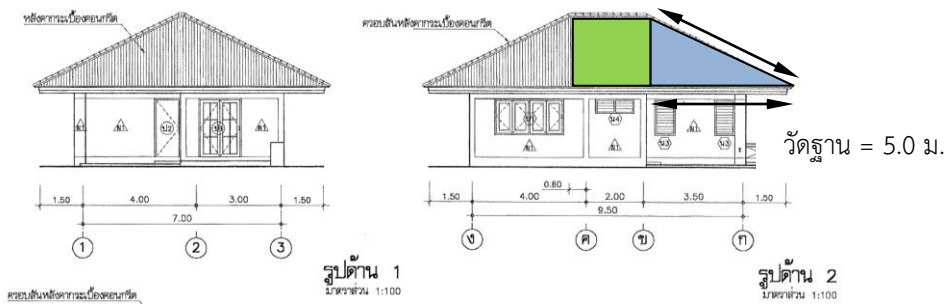 หลังคากระเบื้องคอนกรีต
ครอบสันหลังคากระเบื้องคอนกรีต
วัดฐาน = 5.0 ม.
1.50 4.00 3.00 1.50
7.00
1 2 3
รูปด้าน 1
มาตราส่วน 1:100
0.60
1.50 4.00 2.00 3.50 1.50
9.50
ง ค ข ก
รูปด้าน 2
มาตราส่วน 1:100
ครอบสันหลังคากระเบื้องคอนกรีต